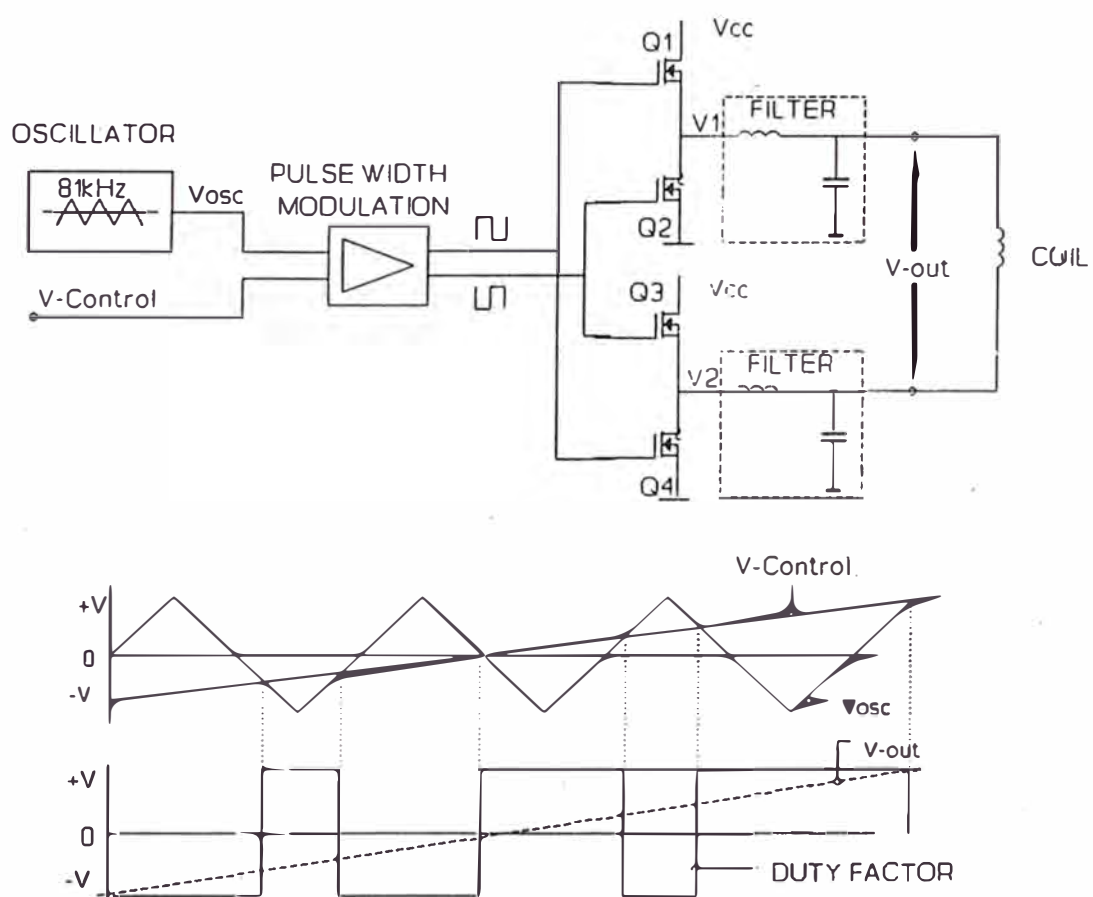 Q1
Vcc
OSCILLATOR
81kHz
Vosc
PULSE WIDTH
MODULATION
V1
FILTER
Q2
V-Control
Q3
Vcc
V-out
COIL
V2
FILTER
Q4
V-Control
+V
0
-V
Vosc
V-out
+V
0
-V
DUTY FACTOR